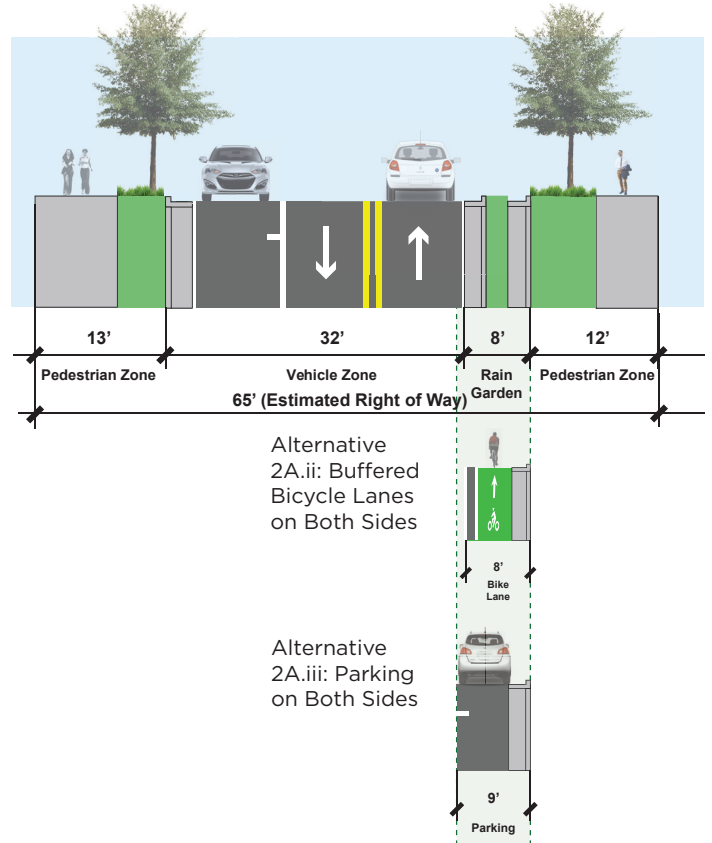 13’
32’
8’
12’
Pedestrian Zone
Vehicle Zone
Rain
Garden
Pedestrian Zone
65’ (Estimated Right of Way)
Alternative
2A.ii: Buffered
Bicycle Lanes
on Both Sides
8’
Bike
Lane
Alternative
2A.iii: Parking
on Both Sides
9’
Parking